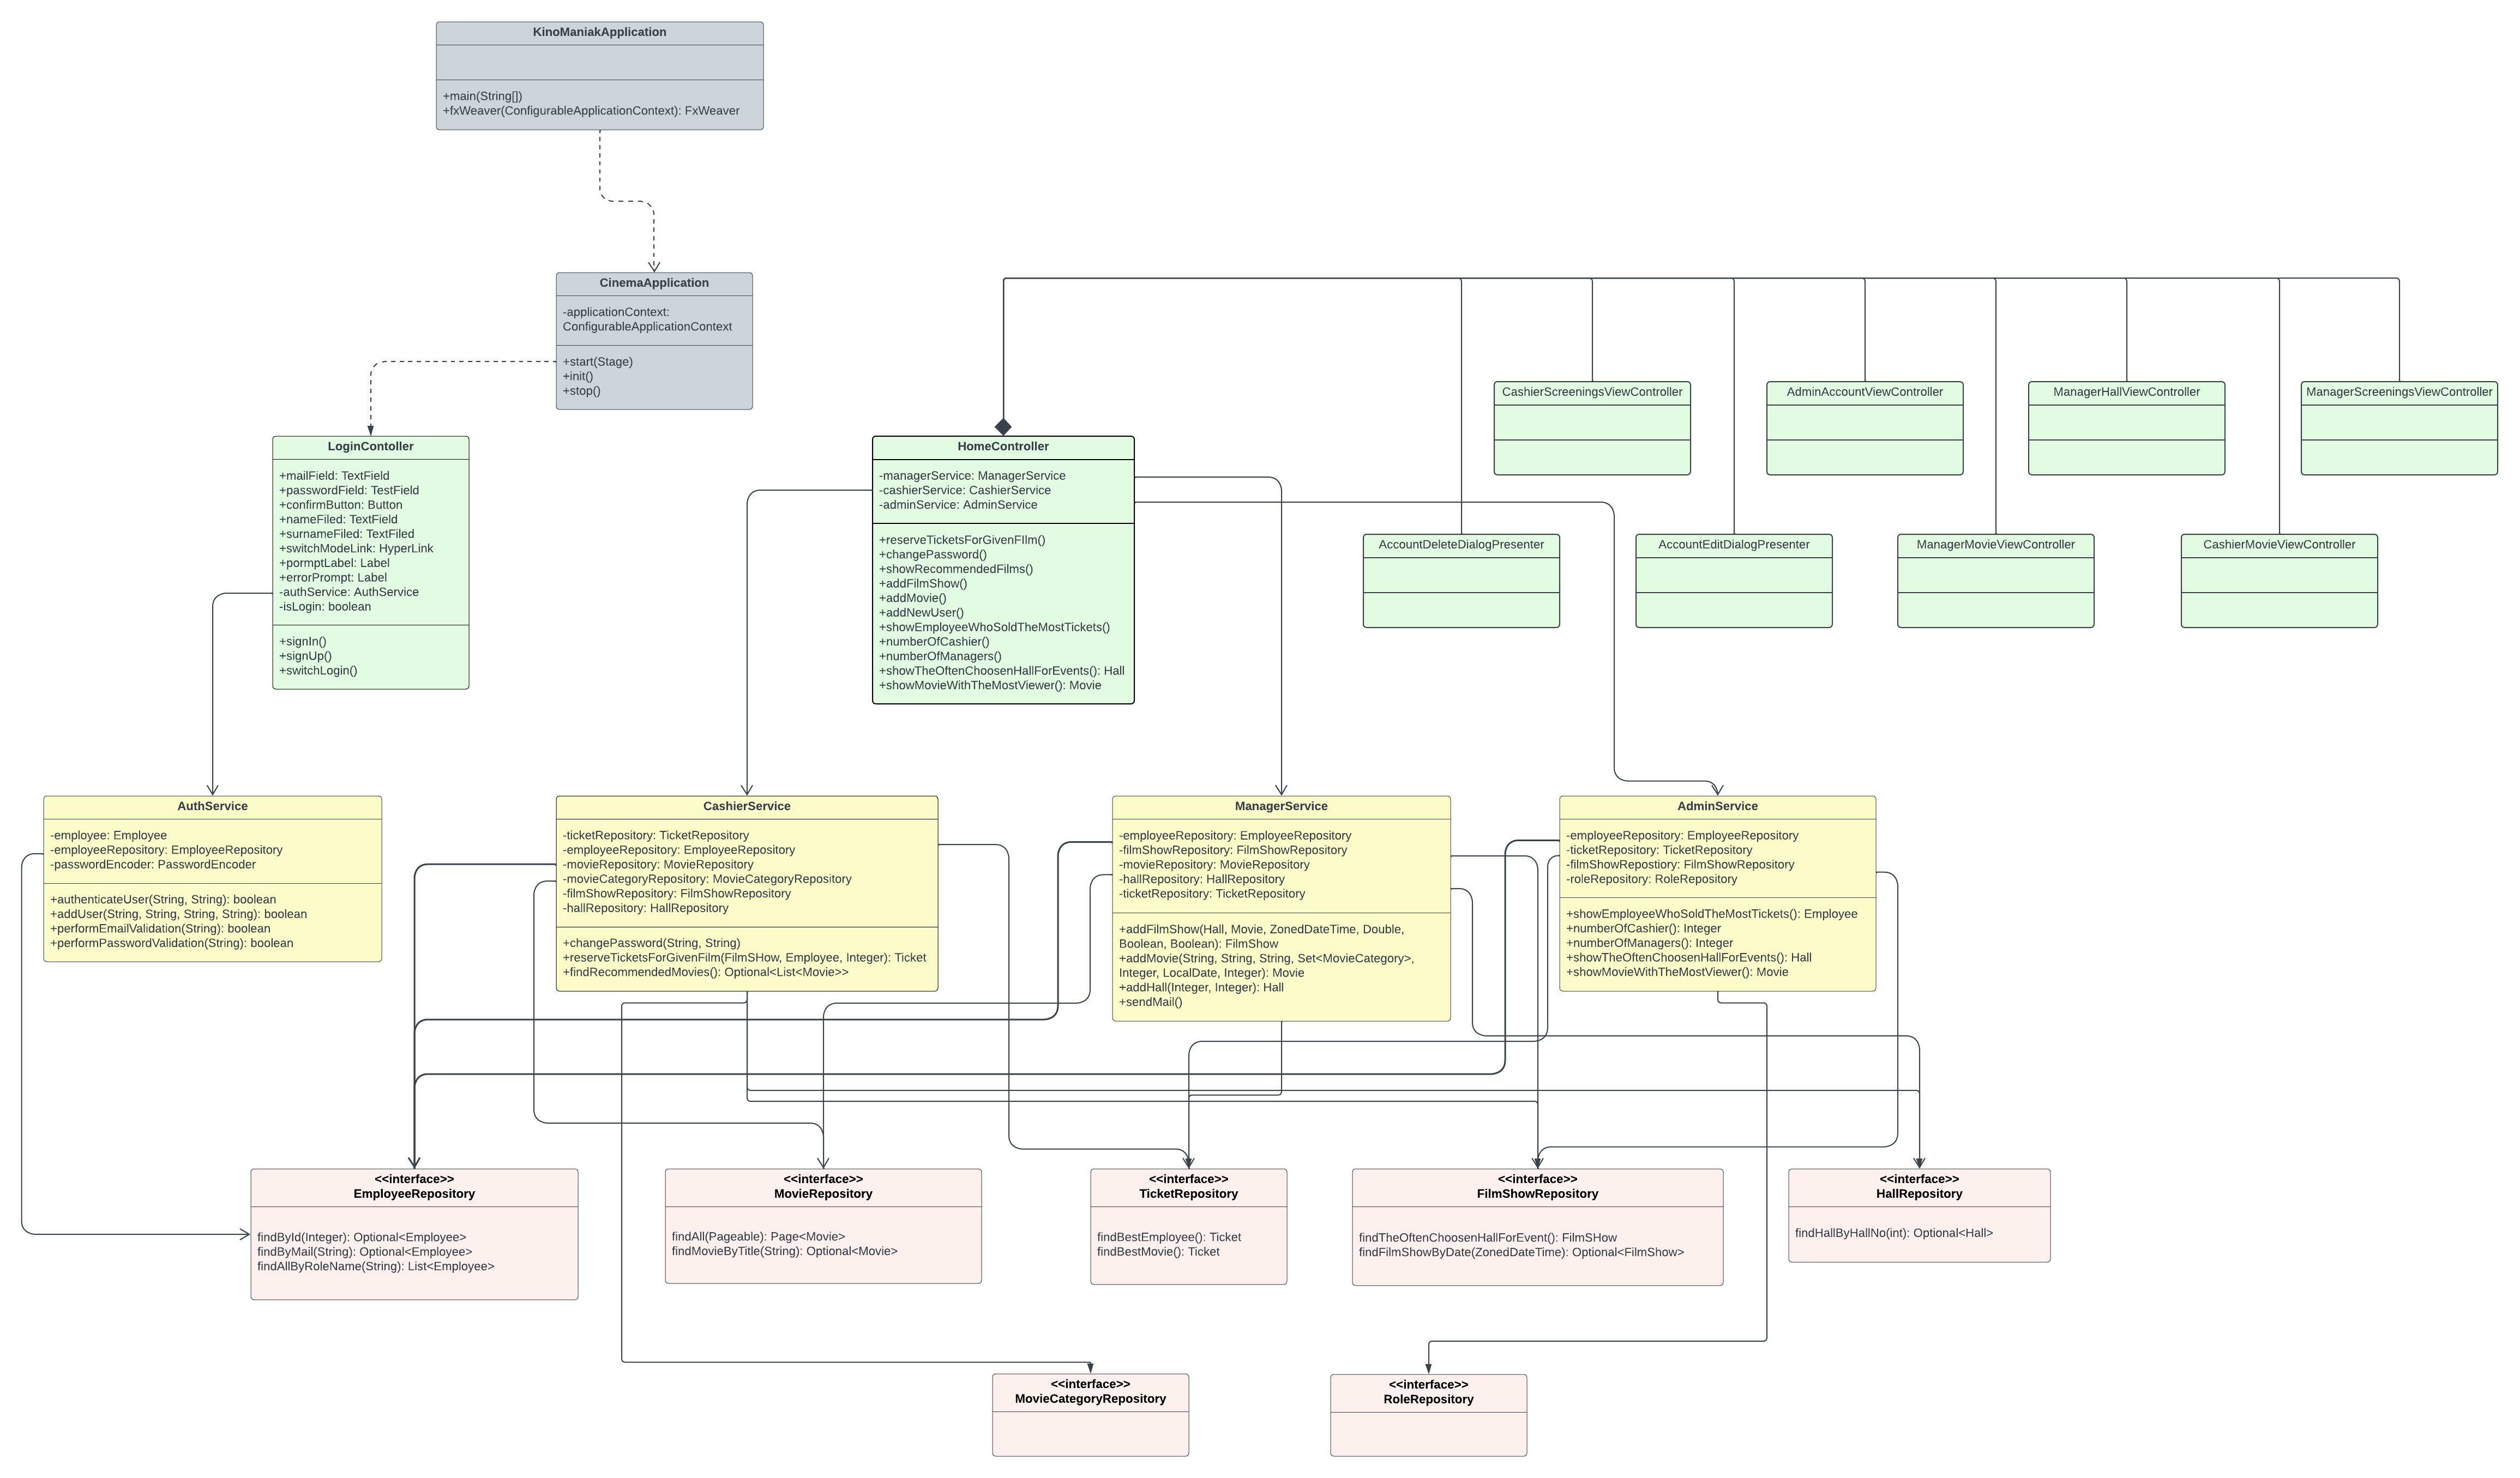 KinoManiakApplication
+main(String[])
+fxWeaver(ConfigurableApplicationContext): FxWeaver
CinemaApplication
-applicationContext:
ConfigurableApplicationContext
+start(Stage)
+init()
+stop()
CashierScreeningsViewController
AdminAccountViewController
ManagerHallViewController
ManagerScreeningsViewController
LoginContoller
+mailField: TextField
+passwordField: TestField
+confirmButton: Button
+nameFiled: TextField
+surnameFiled: TextFiled
+switchModeLink: HyperLink
+pormptLabel: Label
+errorPrompt: Label
-authService: AuthService
-isLogin: boolean
+signIn()
+signUp()
+switchLogin()
HomeController
-managerService: ManagerService
-cashierService: CashierService
-adminService: AdminService
+reserveTicketsForGivenFIlm()
+changePassword()
+showRecommendedFilms()
+addFilmShow()
+addMovie()
+addNewUser()
+showEmployeeWhoSoldTheMostTickets()
+numberOfCashier()
+numberOfManagers()
+showTheOftenChoosenHallForEvents(): Hall
+showMovieWithTheMostViewer(): Movie
AccountDeleteDialogPresenter
AccountEditDialogPresenter
ManagerMovieViewController
CashierMovieViewController
AuthService
-employee: Employee
-employeeRepository: EmployeeRepository
-passwordEncoder: PasswordEncoder
+authenticateUser(String, String): boolean
+addUser(String, String, String, String): boolean
+performEmailValidation(String): boolean
+performPasswordValidation(String): boolean
CashierService
-ticketRepository: TicketRepository
-employeeRepository: EmployeeRepository
-movieRepository: MovieRepository
-movieCategoryRepository: MovieCategoryRepository
-filmShowRepository: FilmShowRepository
-hallRepository: HallRepository
+changePassword(String, String)
+reserveTicketsForGivenFilm(FilmSHow, Employee, Integer): Ticket
+findRecommendedMovies(): Optional<List<Movie>>
ManagerService
-employeeRepository: EmployeeRepository
-filmShowRepository: FilmShowRepository
-movieRepository: MovieRepository
-hallRepository: HallRepository
-ticketRepository: TicketRepository
+addFilmShow(Hall, Movie, ZonedDateTime, Double,
Boolean, Boolean): FilmShow
+addMovie(String, String, String, Set<MovieCategory>,
Integer, LocalDate, Integer): Movie
+addHall(Integer, Integer): Hall
+sendMail()
AdminService
-employeeRepository: EmployeeRepository
-ticketRepository: TicketRepository
-filmShowRepostiory: FilmShowRepository
-roleRepository: RoleRepository
+showEmployeeWhoSoldTheMostTickets(): Employee
+numberOfCashier(): Integer
+numberOfManagers(): Integer
+showTheOftenChoosenHallForEvents(): Hall
+showMovieWithTheMostViewer(): Movie
<<interface>>
EmployeeRepository
findById(Integer): Optional<Employee>
findByMail(String): Optional<Employee>
findAllByRoleName(String): List<Employee>
<<interface>>
MovieRepository
findAll(Pageable): Page<Movie>
findMovieByTitle(String): Optional<Movie>
<<interface>>
TicketRepository
findBestEmployee(): Ticket
findBestMovie(): Ticket
<<interface>>
FilmShowRepository
findTheOftenChoosenHallForEvent(): FilmSHow
findFilmShowByDate(ZonedDateTime): Optional<FilmShow>
<<interface>>
HallRepository
findHallByHallNo(int): Optional<Hall>
<<interface>>
MovieCategoryRepository
<<interface>>
RoleRepository